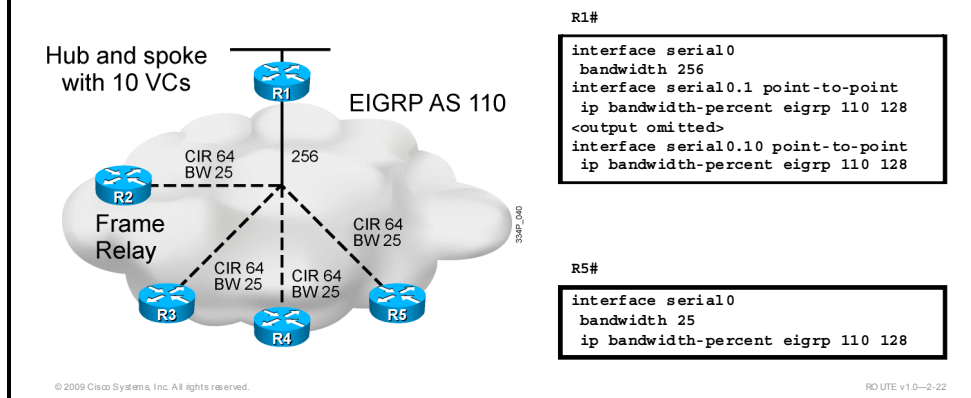 Hub and spoke
with 10 VCs
R1
EIGRP AS 110
256
CIR 64
BW 25
R2
Frame
Relay
CIR 64
BW 25
CIR 64
BW 25
CIR 64
BW 25
R3
R4
R5
334P_040
R1#
interface serial0
bandwidth 256
interface serial0.1 point-to-point
ip bandwidth-percent eigrp 110 128
<output omitted>
interface serial0.10 point-to-point
ip bandwidth-percent eigrp 110 128
R5#
interface serial0
bandwidth 25
ip bandwidth-percent eigrp 110 128
© 2009 Cisco Systems, Inc. All rights reserved.
ROUTE v1.0—2-22